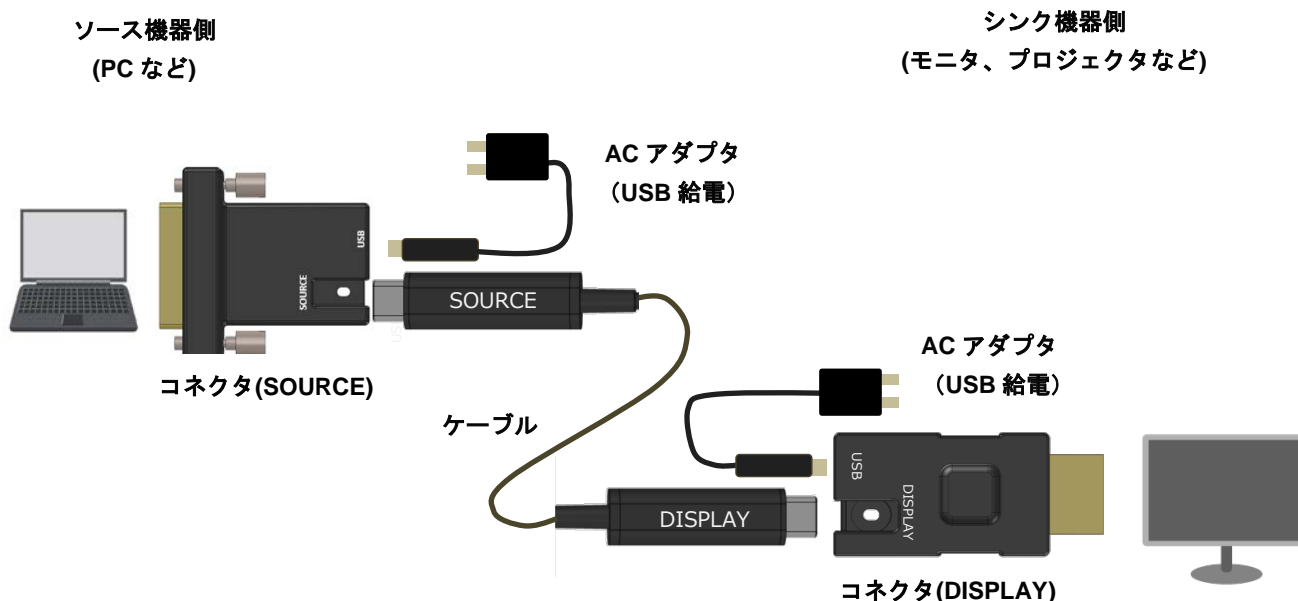 ソース機器側
(PC など)
シンク機器側
(モニタ、プロジェクタなど)
AC アダプタ
（USB 給電）
USB
SOURCE
SOURCE
コネクタ(SOURCE)
ケーブル
AC アダプタ
（USB 給電）
USB
DISPLAY
DISPLAY
コネクタ(DISPLAY)